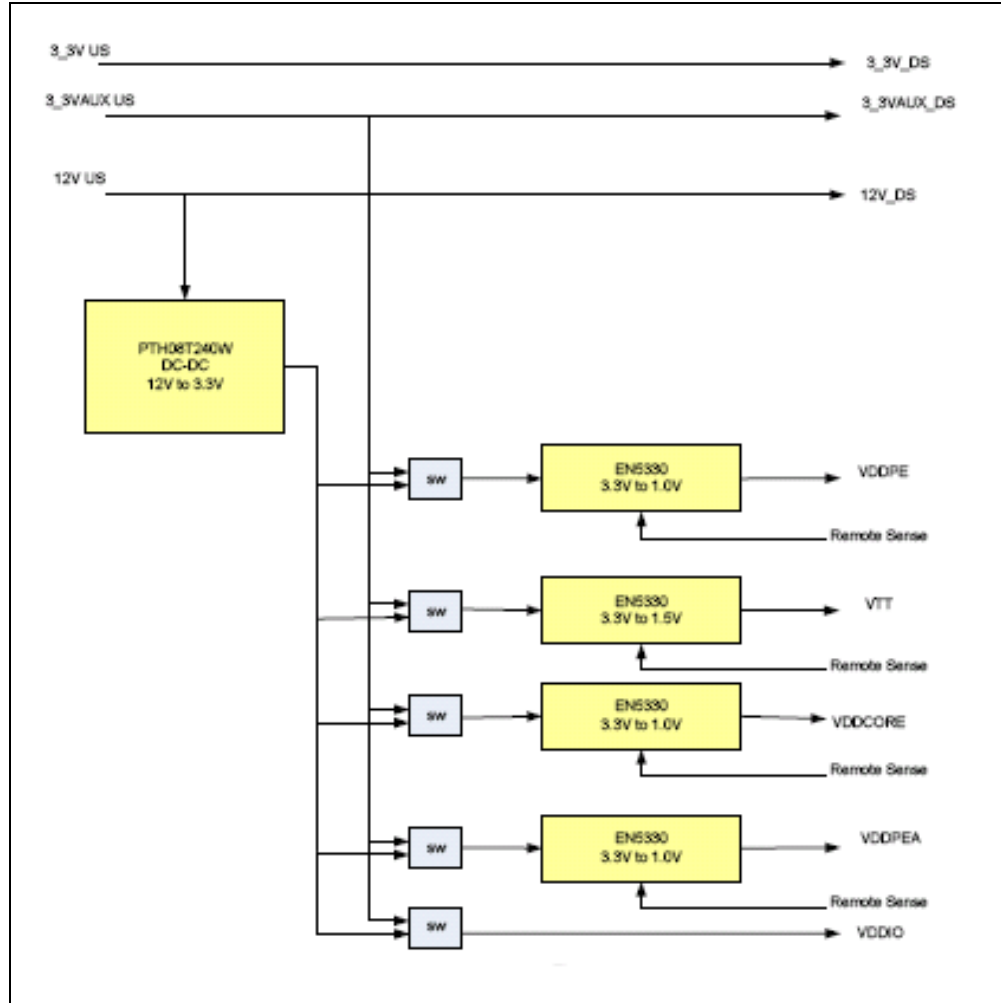 3_3V US
3_3V_DS
3_3VAUX US
3_3VAUX_DS
12V US
12V_DS
PTH08T240W
DC-DC
12V to 3.3V
SW
EN5330
3.3V to 1.0V
VDDPE
Remote Sense
SW
EN5330
3.3V to 1.5V
VTT
Remote Sense
SW
EN5330
3.3V to 1.0V
VDDCORE
Remote Sense
SW
EN5330
3.3V to 1.0V
VDDPEA
Remote Sense
SW
VDDIO